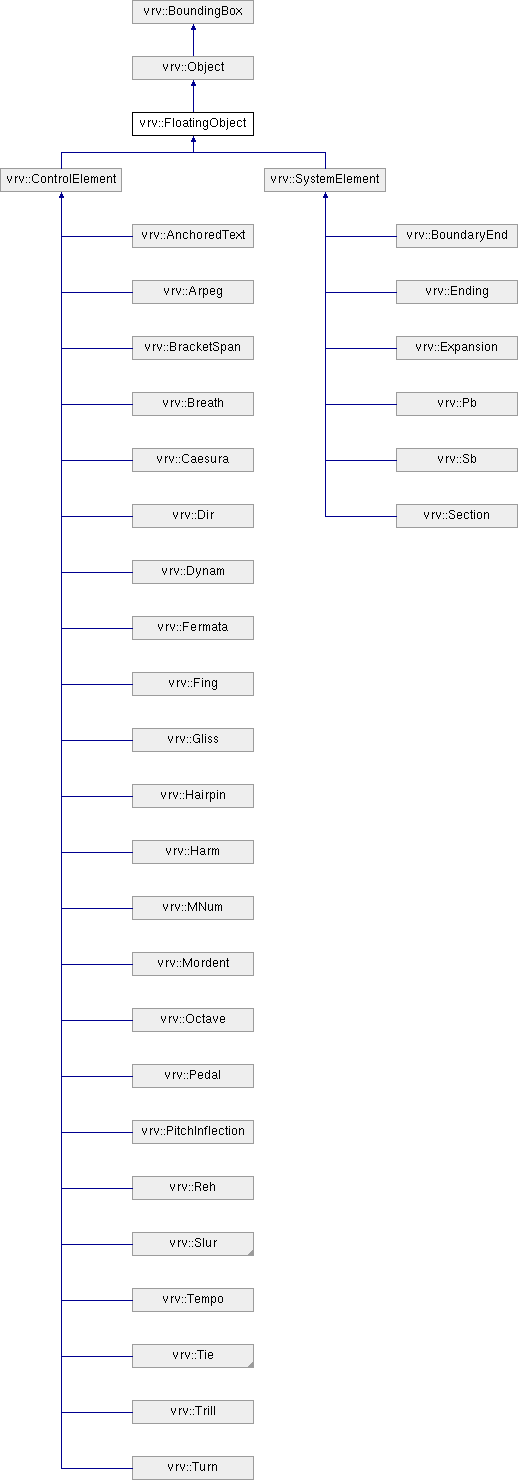 vrv::BoundingBox
vrv::Object
vrv::FloatingObject
vrv::ControlElement
vrv::SystemElement
vrv::AnchoredText
vrv::BoundaryEnd
vrv::Arpeg
vrv::Ending
vrv::BracketSpan
vrv::Expansion
vrv::Breath
vrv::Pb
vrv::Caesura
vrv::Sb
vrv::Dir
vrv::Section
vrv::Dynam
vrv::Fermata
vrv::Fing
vrv::Gliss
vrv::Hairpin
vrv::Harm
vrv::MNum
vrv::Mordent
vrv::Octave
vrv::Pedal
vrv::PitchInflection
vrv::Reh
vrv::Slur
vrv::Tempo
vrv::Tie
vrv::Trill
vrv::Turn